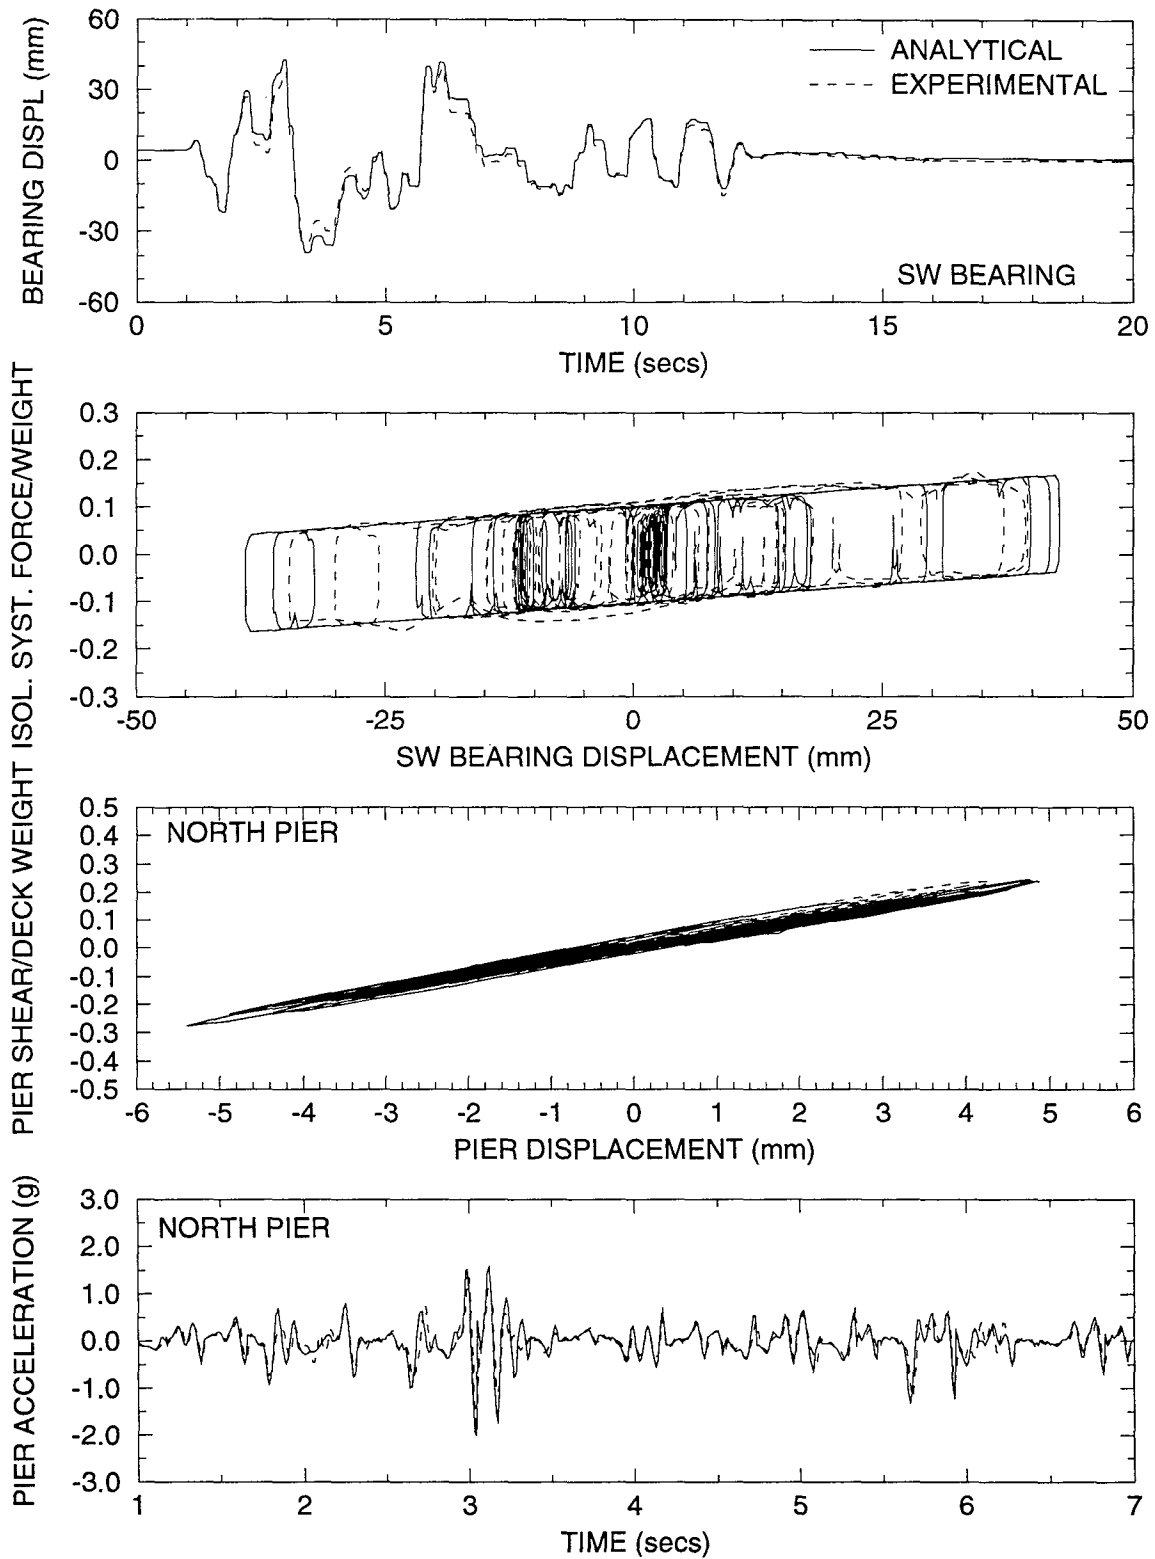 BEARING DISPL (mm)
60
30
0
-30
-60
ANALYTICAL
EXPERIMENTAL
SW BEARING
0 5 10 15 20
TIME (secs)
ISOL. SYST. FORCE/WEIGHT
0.3
0.2
0.1
0.0
-0.1
-0.2
-0.3
-50 -25 0 25 50
SW BEARING DISPLACEMENT (mm)
PIER SHEAR/DECK WEIGHT
0.5
0.4
0.3
0.2
0.1
0.0
-0.1
-0.2
-0.3
-0.4
-0.5
NORTH PIER
-6 -5 -4 -3 -2 -1 0 1 2 3 4 5 6
PIER DISPLACEMENT (mm)
PIER ACCELERATION (g)
3.0
2.0
1.0
0.0
-1.0
-2.0
-3.0
NORTH PIER
1 2 3 4 5 6 7
TIME (secs)